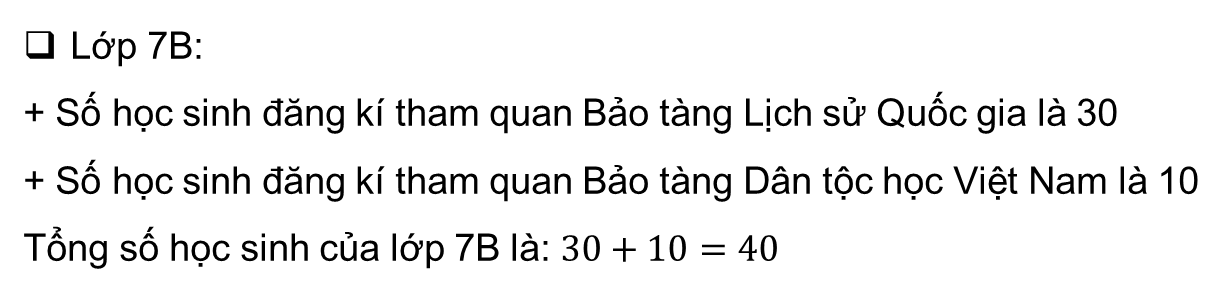 ❑ Lớp 7B:
+ Số học sinh đăng kí tham quan Bảo tàng Lịch sử Quốc gia là 30
+ Số học sinh đăng kí tham quan Bảo tàng Dân tộc học Việt Nam là 10
Tổng số học sinh của lớp 7B là: 30 + 10 = 40